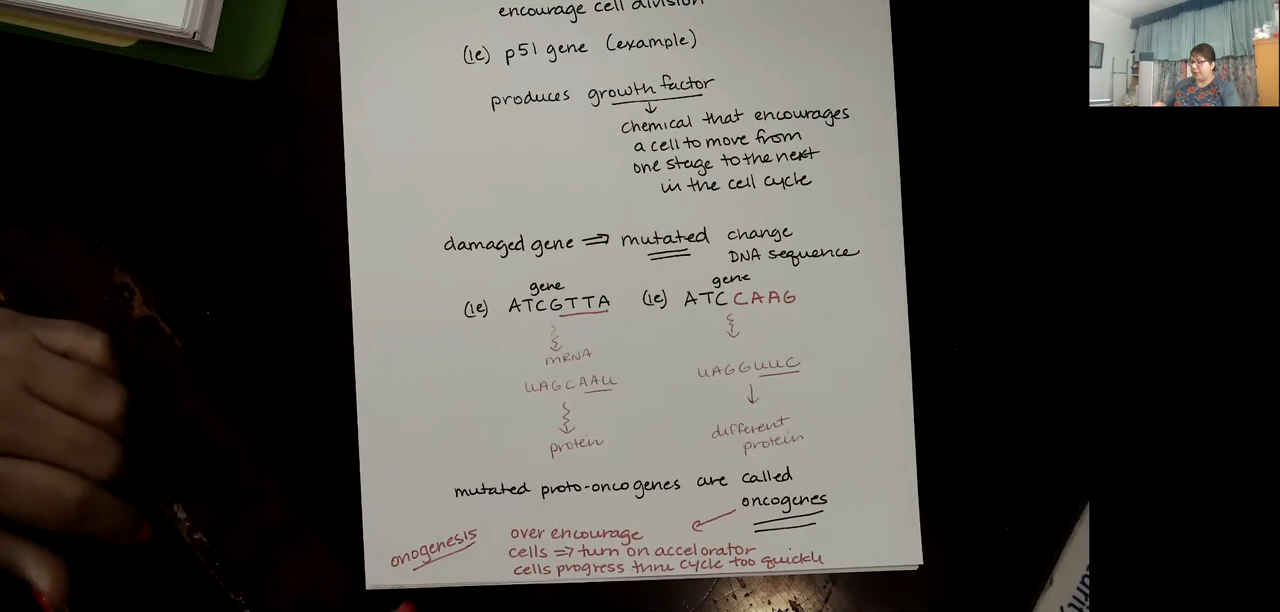 encourage cell division
(ie) p51 gene (example)
produces growth factor
chemical that encourages
a cell to move from
one stage to the next
in the cell cycle
damaged gene ⇒ mutated change
DNA sequence
gene
gene
(ie) ATCGTTA (ie) ATCCAAG
mRNA
UAGCAAU UAGGUUC
protein
different
protein
mutated proto-oncogenes are called
oncogenes
onogenesis
over encourage
cells ⇒ turn on accelorator
cells progress thru cycle too quickly